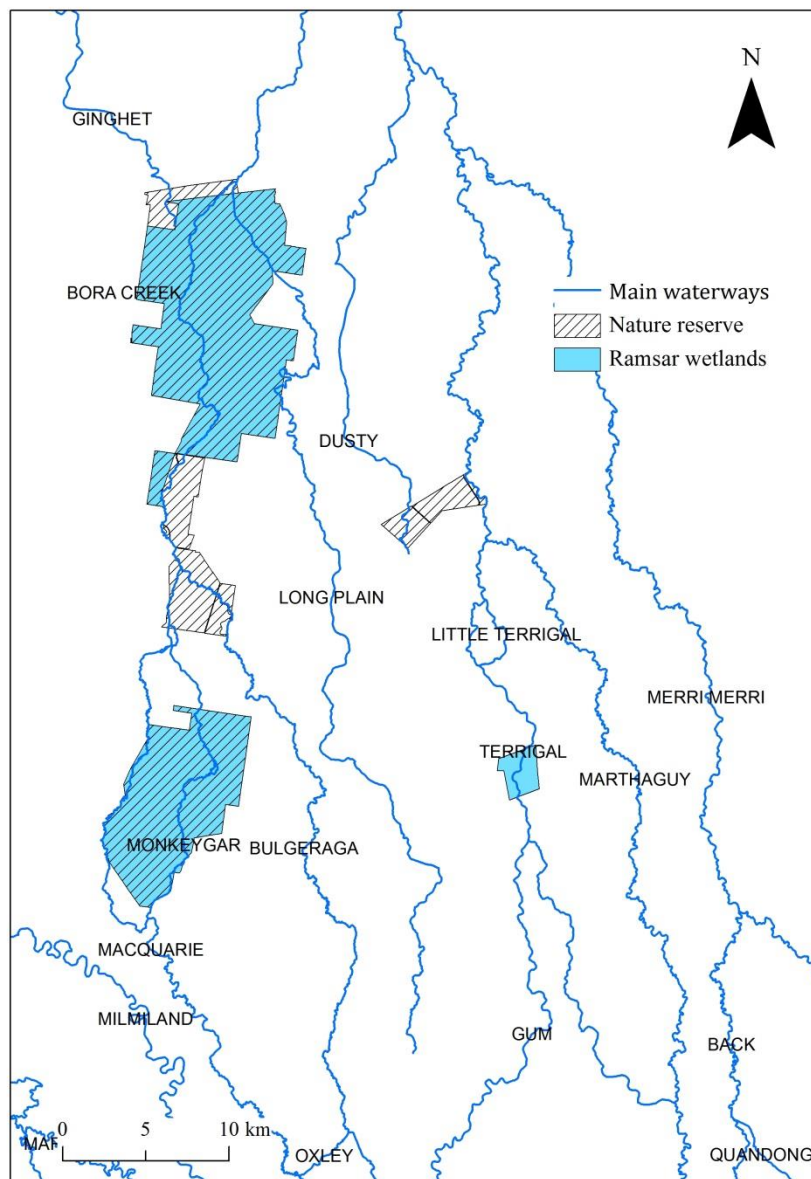 N
GINGHET
BORA CREEK
Main waterways
Nature reserve
Ramsar wetlands
DUSTY
LONG PLAIN
LITTLE TERRIGAL
MERRI MERRI
TERRIGAL
MARTHAGUY
MONKEYGAR
BULGERAGA
MACQUARIE
MILMILAND
GUM
BACK
0 5 10 km
OXLEY
QUANDONG